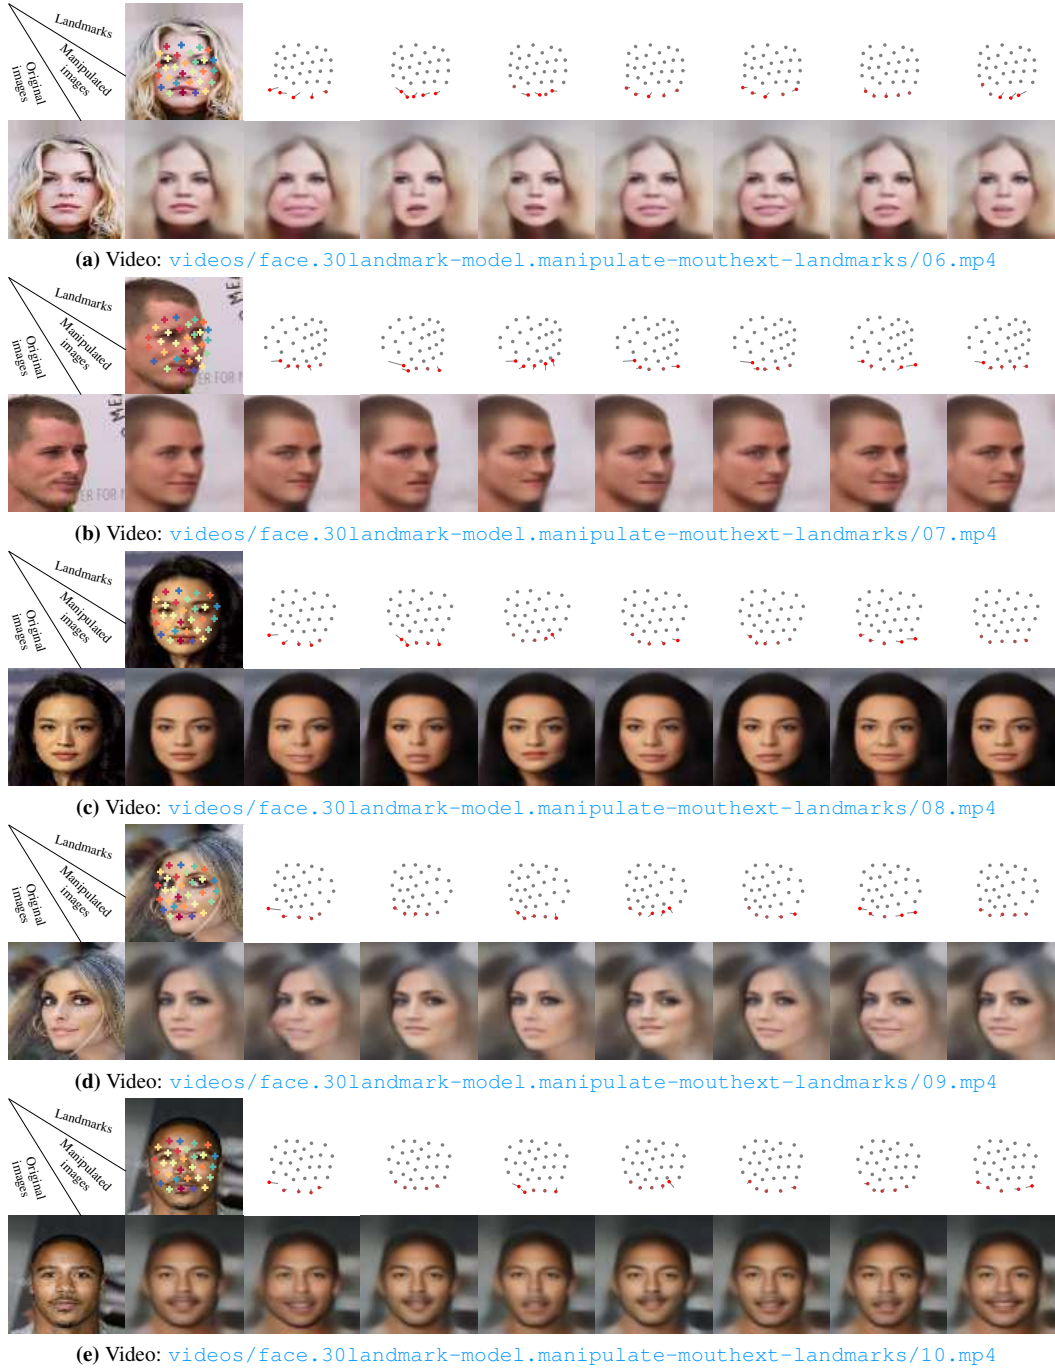 Landmarks
Manipulated
images
Original
images
(a) Video: videos/face.30landmark-model.manipulate-mouthext-landmarks/06.mp4
Landmarks
Manipulated
images
Original
images
ER FOR
(b) Video: videos/face.30landmark-model.manipulate-mouthext-landmarks/07.mp4
Landmarks
Manipulated
images
Original
images
(c) Video: videos/face.30landmark-model.manipulate-mouthext-landmarks/08.mp4
Landmarks
Manipulated
images
Original
images
(d) Video: videos/face.30landmark-model.manipulate-mouthext-landmarks/09.mp4
Landmarks
Manipulated
images
Original
images
(e) Video: videos/face.30landmark-model.manipulate-mouthext-landmarks/10.mp4